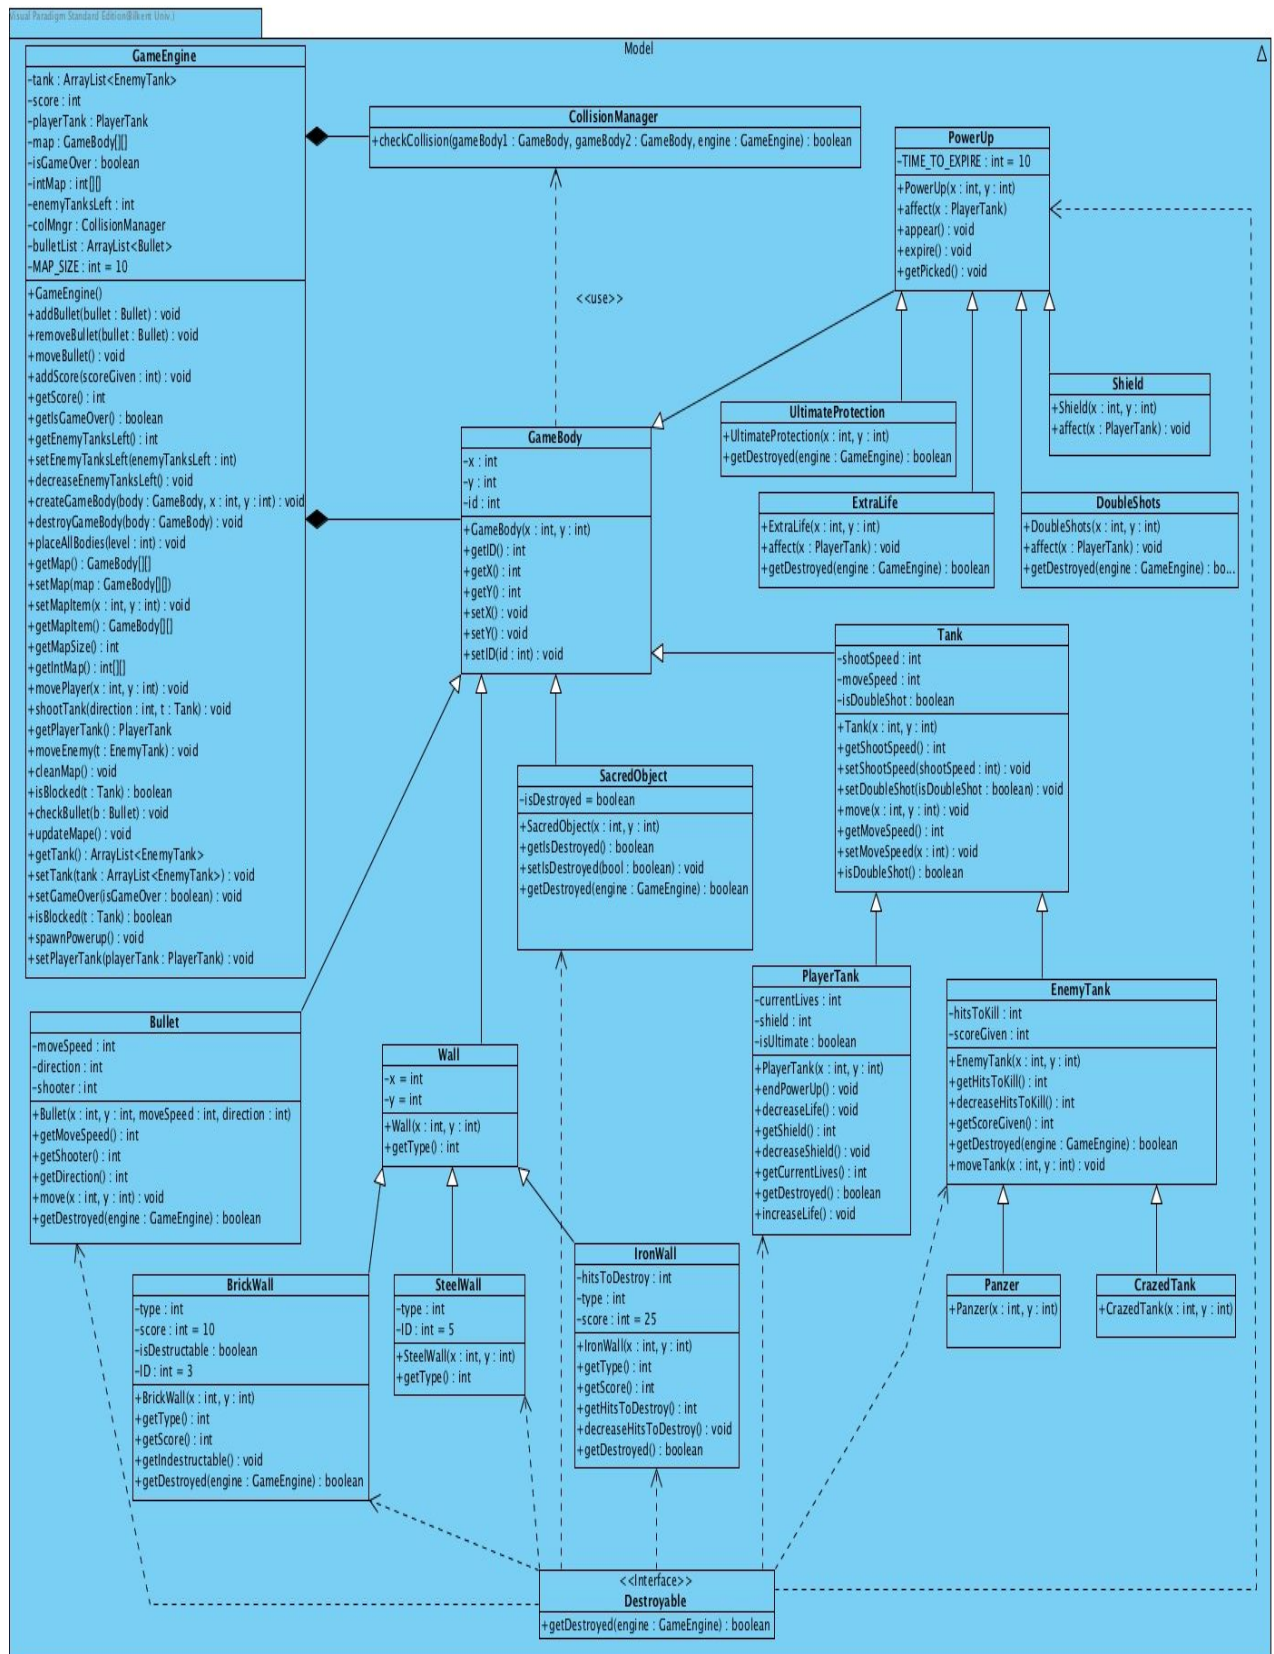 Visual Paradigm Standard Edition(Bilkent Univ.)
Model
GameEngine
-tank : ArrayList<EnemyTank>
-score : int
-playerTank : PlayerTank
-map : GameBody[][]
-isGameOver : boolean
-intMap : int[][]
-enemyTanksLeft : int
-colMngr : CollisionManager
-bulletList : ArrayList<Bullet>
-MAP_SIZE : int = 10
+GameEngine()
+addBullet(bullet : Bullet) : void
+removeBullet(bullet : Bullet) : void
+moveBullet() : void
+addScore(scoreGiven : int) : void
+getScore() : int
+getIsGameOver() : boolean
+getEnemyTanksLeft() : int
+setEnemyTanksLeft(enemyTanksLeft : int)
+decreaseEnemyTanksLeft() : void
+createGameBody(body : GameBody, x : int, y : int) : void
+destroyGameBody(body : GameBody) : void
+placeAllBodies(level : int) : void
+getMap() : GameBody[][]
+setMap(map : GameBody[][])
+setMapItem(x : int, y : int) : void
+getMapItem() : GameBody[][]
+getMapSize() : int
+getIntMap() : int[][]
+movePlayer(x : int, y : int) : void
+shootTank(direction : int, t : Tank) : void
+getPlayerTank() : PlayerTank
+moveEnemy(t : EnemyTank) : void
+cleanMap() : void
+isBlocked(t : Tank) : boolean
+checkBullet(b : Bullet) : void
+updateMape() : void
+getTank() : ArrayList<EnemyTank>
+setTank(tank : ArrayList<EnemyTank>) : void
+setGameOver(isGameOver : boolean) : void
+isBlocked(t : Tank) : boolean
+spawnPowerup() : void
+setPlayerTank(playerTank : PlayerTank) : void
CollisionManager
+checkCollision(gameBody1 : GameBody, gameBody2 : GameBody, engine : GameEngine) : boolean
<<use>>
PowerUp
-TIME_TO_EXPIRE : int = 10
+PowerUp(x : int, y : int)
+affect(x : PlayerTank)
+appear() : void
+expire() : void
+getPicked() : void
Shield
+Shield(x : int, y : int)
+affect(x : PlayerTank) : void
UltimateProtection
+UltimateProtection(x : int, y : int)
+getDestroyed(engine : GameEngine) : boolean
ExtraLife
+ExtraLife(x : int, y : int)
+affect(x : PlayerTank) : void
+getDestroyed(engine : GameEngine) : boolean
DoubleShots
+DoubleShots(x : int, y : int)
+affect(x : PlayerTank) : void
+getDestroyed(engine : GameEngine) : bo...
GameBody
-x : int
-y : int
-id : int
+GameBody(x : int, y : int)
+getID() : int
+getX() : int
+getY() : int
+setX() : void
+setY() : void
+setID(id : int) : void
Tank
-shootSpeed : int
-moveSpeed : int
-isDoubleShot : boolean
+Tank(x : int, y : int)
+getShootSpeed() : int
+setShootSpeed(shootSpeed : int) : void
+setDoubleShot(isDoubleShot : boolean) : void
+move(x : int, y : int) : void
+getMoveSpeed() : int
+setMoveSpeed(x : int) : void
+isDoubleShot() : boolean
SacredObject
-isDestroyed = boolean
+SacredObject(x : int, y : int)
+getIsDestroyed() : boolean
+setIsDestroyed(bool : boolean) : void
+getDestroyed(engine : GameEngine) : boolean
PlayerTank
-currentLives : int
-shield : int
-isUltimate : boolean
+PlayerTank(x : int, y : int)
+endPowerUp() : void
+decreaseLife() : void
+getShield() : int
+decreaseShield() : void
+getCurrentLives() : int
+getDestroyed() : boolean
+increaseLife() : void
EnemyTank
-hitsToKill : int
-scoreGiven : int
+EnemyTank(x : int, y : int)
+getHitsToKill() : int
+decreaseHitsToKill() : int
+getScoreGiven() : int
+getDestroyed(engine : GameEngine) : boolean
+moveTank(x : int, y : int) : void
Bullet
-moveSpeed : int
-direction : int
-shooter : int
+Bullet(x : int, y : int, moveSpeed : int, direction : int)
+getMoveSpeed() : int
+getShooter() : int
+getDirection() : int
+move(x : int, y : int) : void
+getDestroyed(engine : GameEngine) : boolean
Wall
-x = int
-y = int
+Wall(x : int, y : int)
+getType() : int
BrickWall
-type : int
-score : int = 10
-isDestructable : boolean
-ID : int = 3
+BrickWall(x : int, y : int)
+getType() : int
+getScore() : int
+getIndestructable() : void
+getDestroyed(engine : GameEngine) : boolean
SteelWall
-type : int
-ID : int = 5
+SteelWall(x : int, y : int)
+getType() : int
IronWall
-hitsToDestroy : int
-type : int
-score : int = 25
+IronWall(x : int, y : int)
+getType() : int
+getScore() : int
+getHitsToDestroy() : int
+decreaseHitsToDestroy() : void
+getDestroyed() : boolean
Panzer
+Panzer(x : int, y : int)
CrazedTank
+CrazedTank(x : int, y : int)
<<Interface>>
Destroyable
+getDestroyed(engine : GameEngine) : boolean